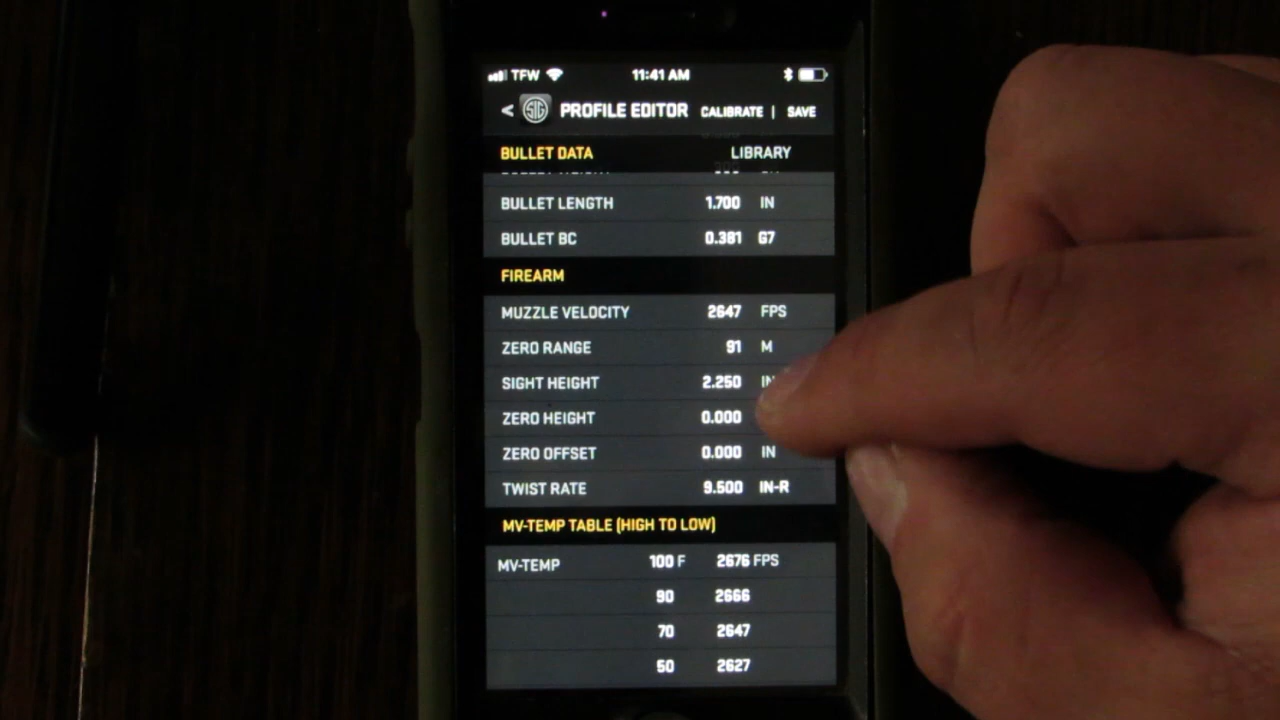 TFW 11:41 AM
< SIG PROFILE EDITOR CALIBRATE | SAVE
BULLET DATA LIBRARY
BULLET LENGTH 1.700 IN
BULLET BC 0.381 G7
FIREARM
MUZZLE VELOCITY 2647 FPS
ZERO RANGE 91 M
SIGHT HEIGHT 2.250 IN
ZERO HEIGHT 0.000
ZERO OFFSET 0.000 IN
TWIST RATE 9.500 IN-R
MV-TEMP TABLE (HIGH TO LOW)
MV-TEMP 100 F 2676 FPS
90 2666
70 2647
50 2627